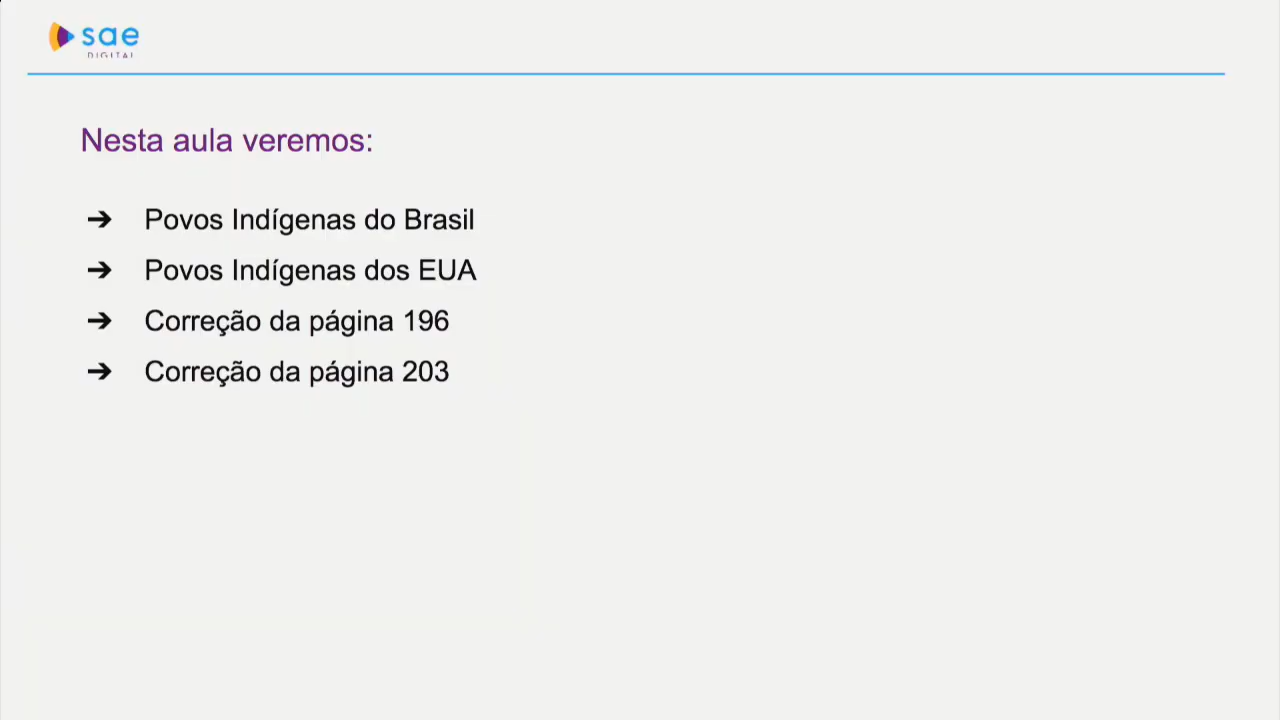 sae
DIGITAL
Nesta aula veremos:
➔ Povos Indígenas do Brasil
➔ Povos Indígenas dos EUA
➔ Correção da página 196
➔ Correção da página 203